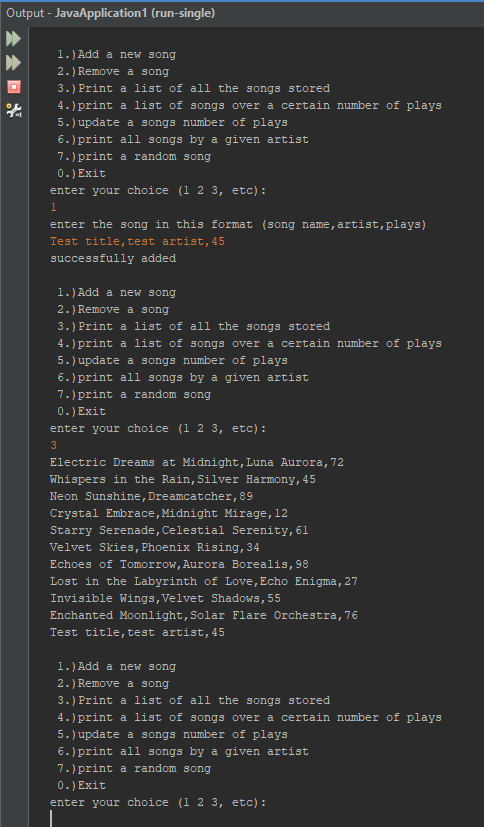 Output - JavaApplication1 (run-single)
1.)Add a new song
2.)Remove a song
3.)Print a list of all the songs stored
4.)print a list of songs over a certain number of plays
5.)update a songs number of plays
6.)print all songs by a given artist
7.)print a random song
0.)Exit
enter your choice (1 2 3, etc):
1
enter the song in this format (song name,artist,plays)
Test title,test artist,45
successfully added
1.)Add a new song
2.)Remove a song
3.)Print a list of all the songs stored
4.)print a list of songs over a certain number of plays
5.)update a songs number of plays
6.)print all songs by a given artist
7.)print a random song
0.)Exit
enter your choice (1 2 3, etc):
3
Electric Dreams at Midnight,Luna Aurora,72
Whispers in the Rain,Silver Harmony,45
Neon Sunshine,Dreamcatcher,89
Crystal Embrace,Midnight Mirage,12
Starry Serenade,Celestial Serenity,61
Velvet Skies,Phoenix Rising,34
Echoes of Tomorrow,Aurora Borealis,98
Lost in the Labyrinth of Love,Echo Enigma,27
Invisible Wings,Velvet Shadows,55
Enchanted Moonlight,Solar Flare Orchestra,76
Test title,test artist,45
1.)Add a new song
2.)Remove a song
3.)Print a list of all the songs stored
4.)print a list of songs over a certain number of plays
5.)update a songs number of plays
6.)print all songs by a given artist
7.)print a random song
0.)Exit
enter your choice (1 2 3, etc):